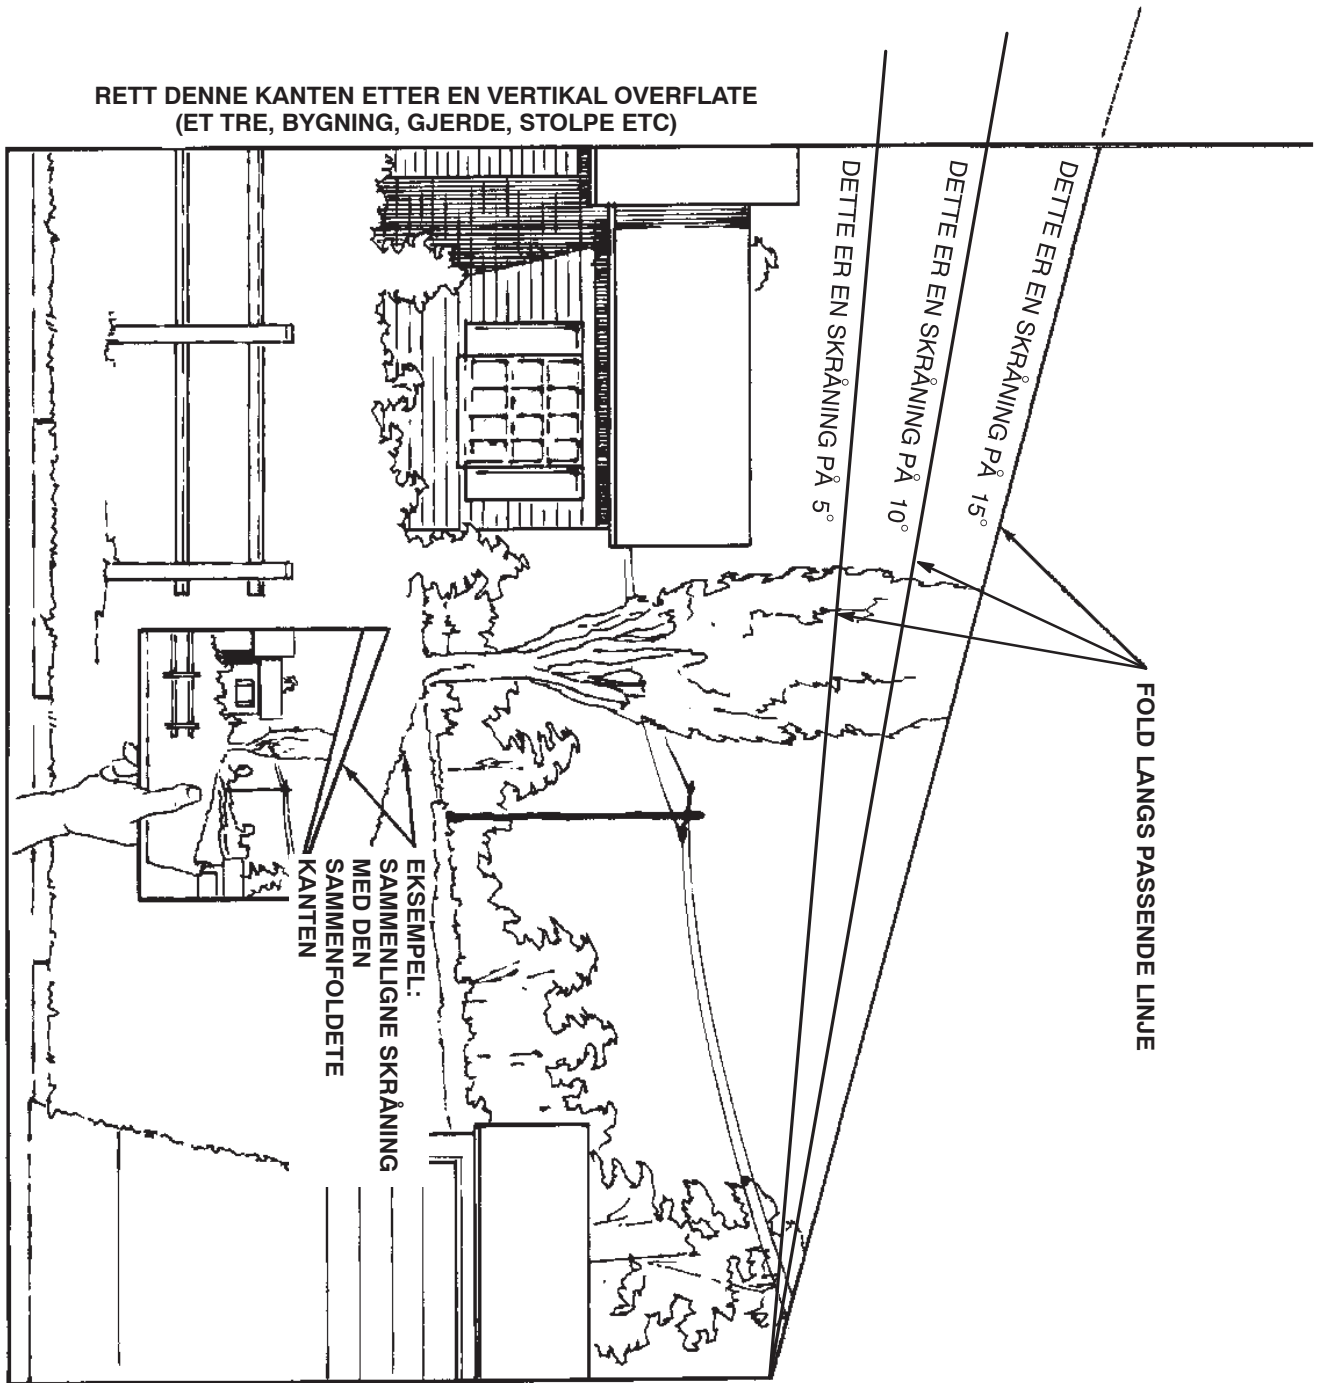 RETT DENNE KANTEN ETTER EN VERTIKAL OVERFLATE
(ET TRE, BYGNING, GJERDE, STOLPE ETC)
DETTE ER EN SKRÅNING PÅ 15°
DETTE ER EN SKRÅNING PÅ 10°
DETTE ER EN SKRÅNING PÅ 5°
FOLD LANGS PASSENDE LINJE
EKSEMPEL:
SAMMENLIGNE SKRÅNING
MED DEN
SAMMENFOLDETE
KANTEN